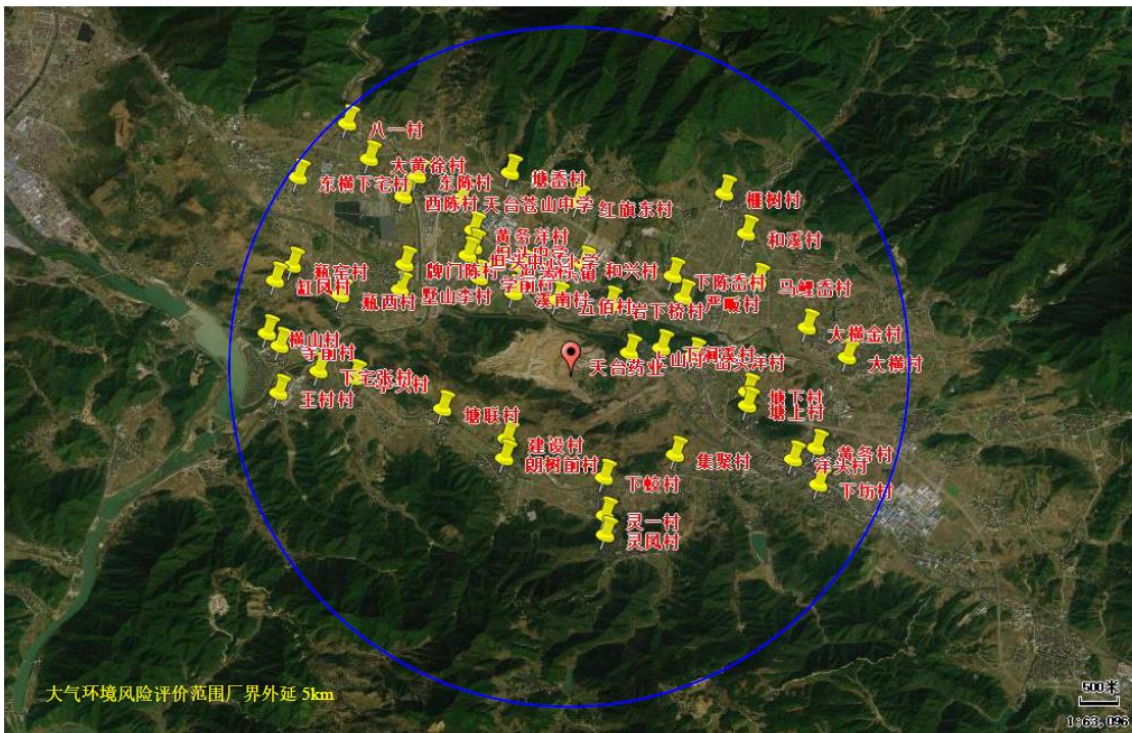 八一村
大黄徐村
东横下宅村
东陈村
塘岙村
西陈村
天台苍山中学
红旗东村
榧树村
黄务洋村
和溪村
瓶窑村
牌门陈村
和兴村
下陈岙村
马鲤岙村
缸凤村
瓶西村
墅山李村
学前村
溪南村
五佰村
岩下桥村
严畈村
横山村
寺前村
大横金村
天台药业
大横村
下宅张村
王村村
塘联村
塘下村
塘上村
建设村
朗树前村
集聚村
黄务村
洋头村
下蛟村
下坊村
灵一村
灵凤村
大气环境风险评价范围厂界外延 5km
500米
1:63,096